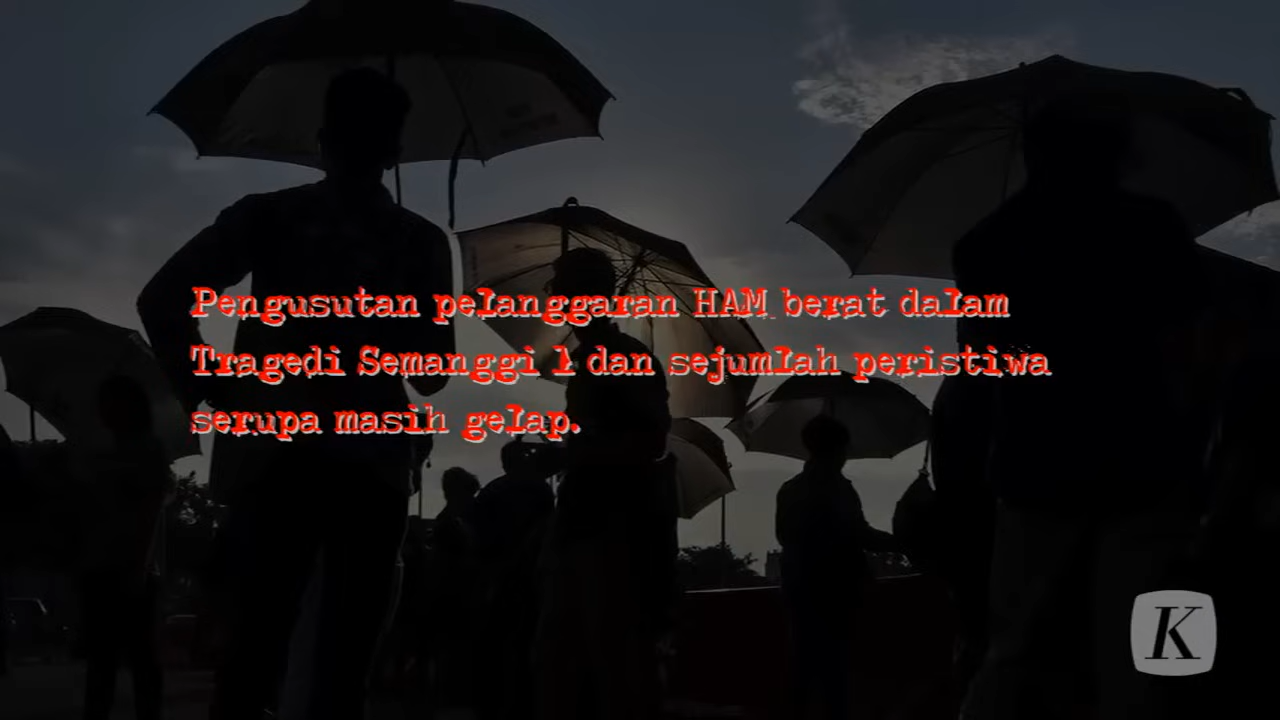 Pengusutan pelanggaran HAM berat dalam
Tragedi Semanggi 1 dan sejumlah peristiwa
serupa masih gelap.
K